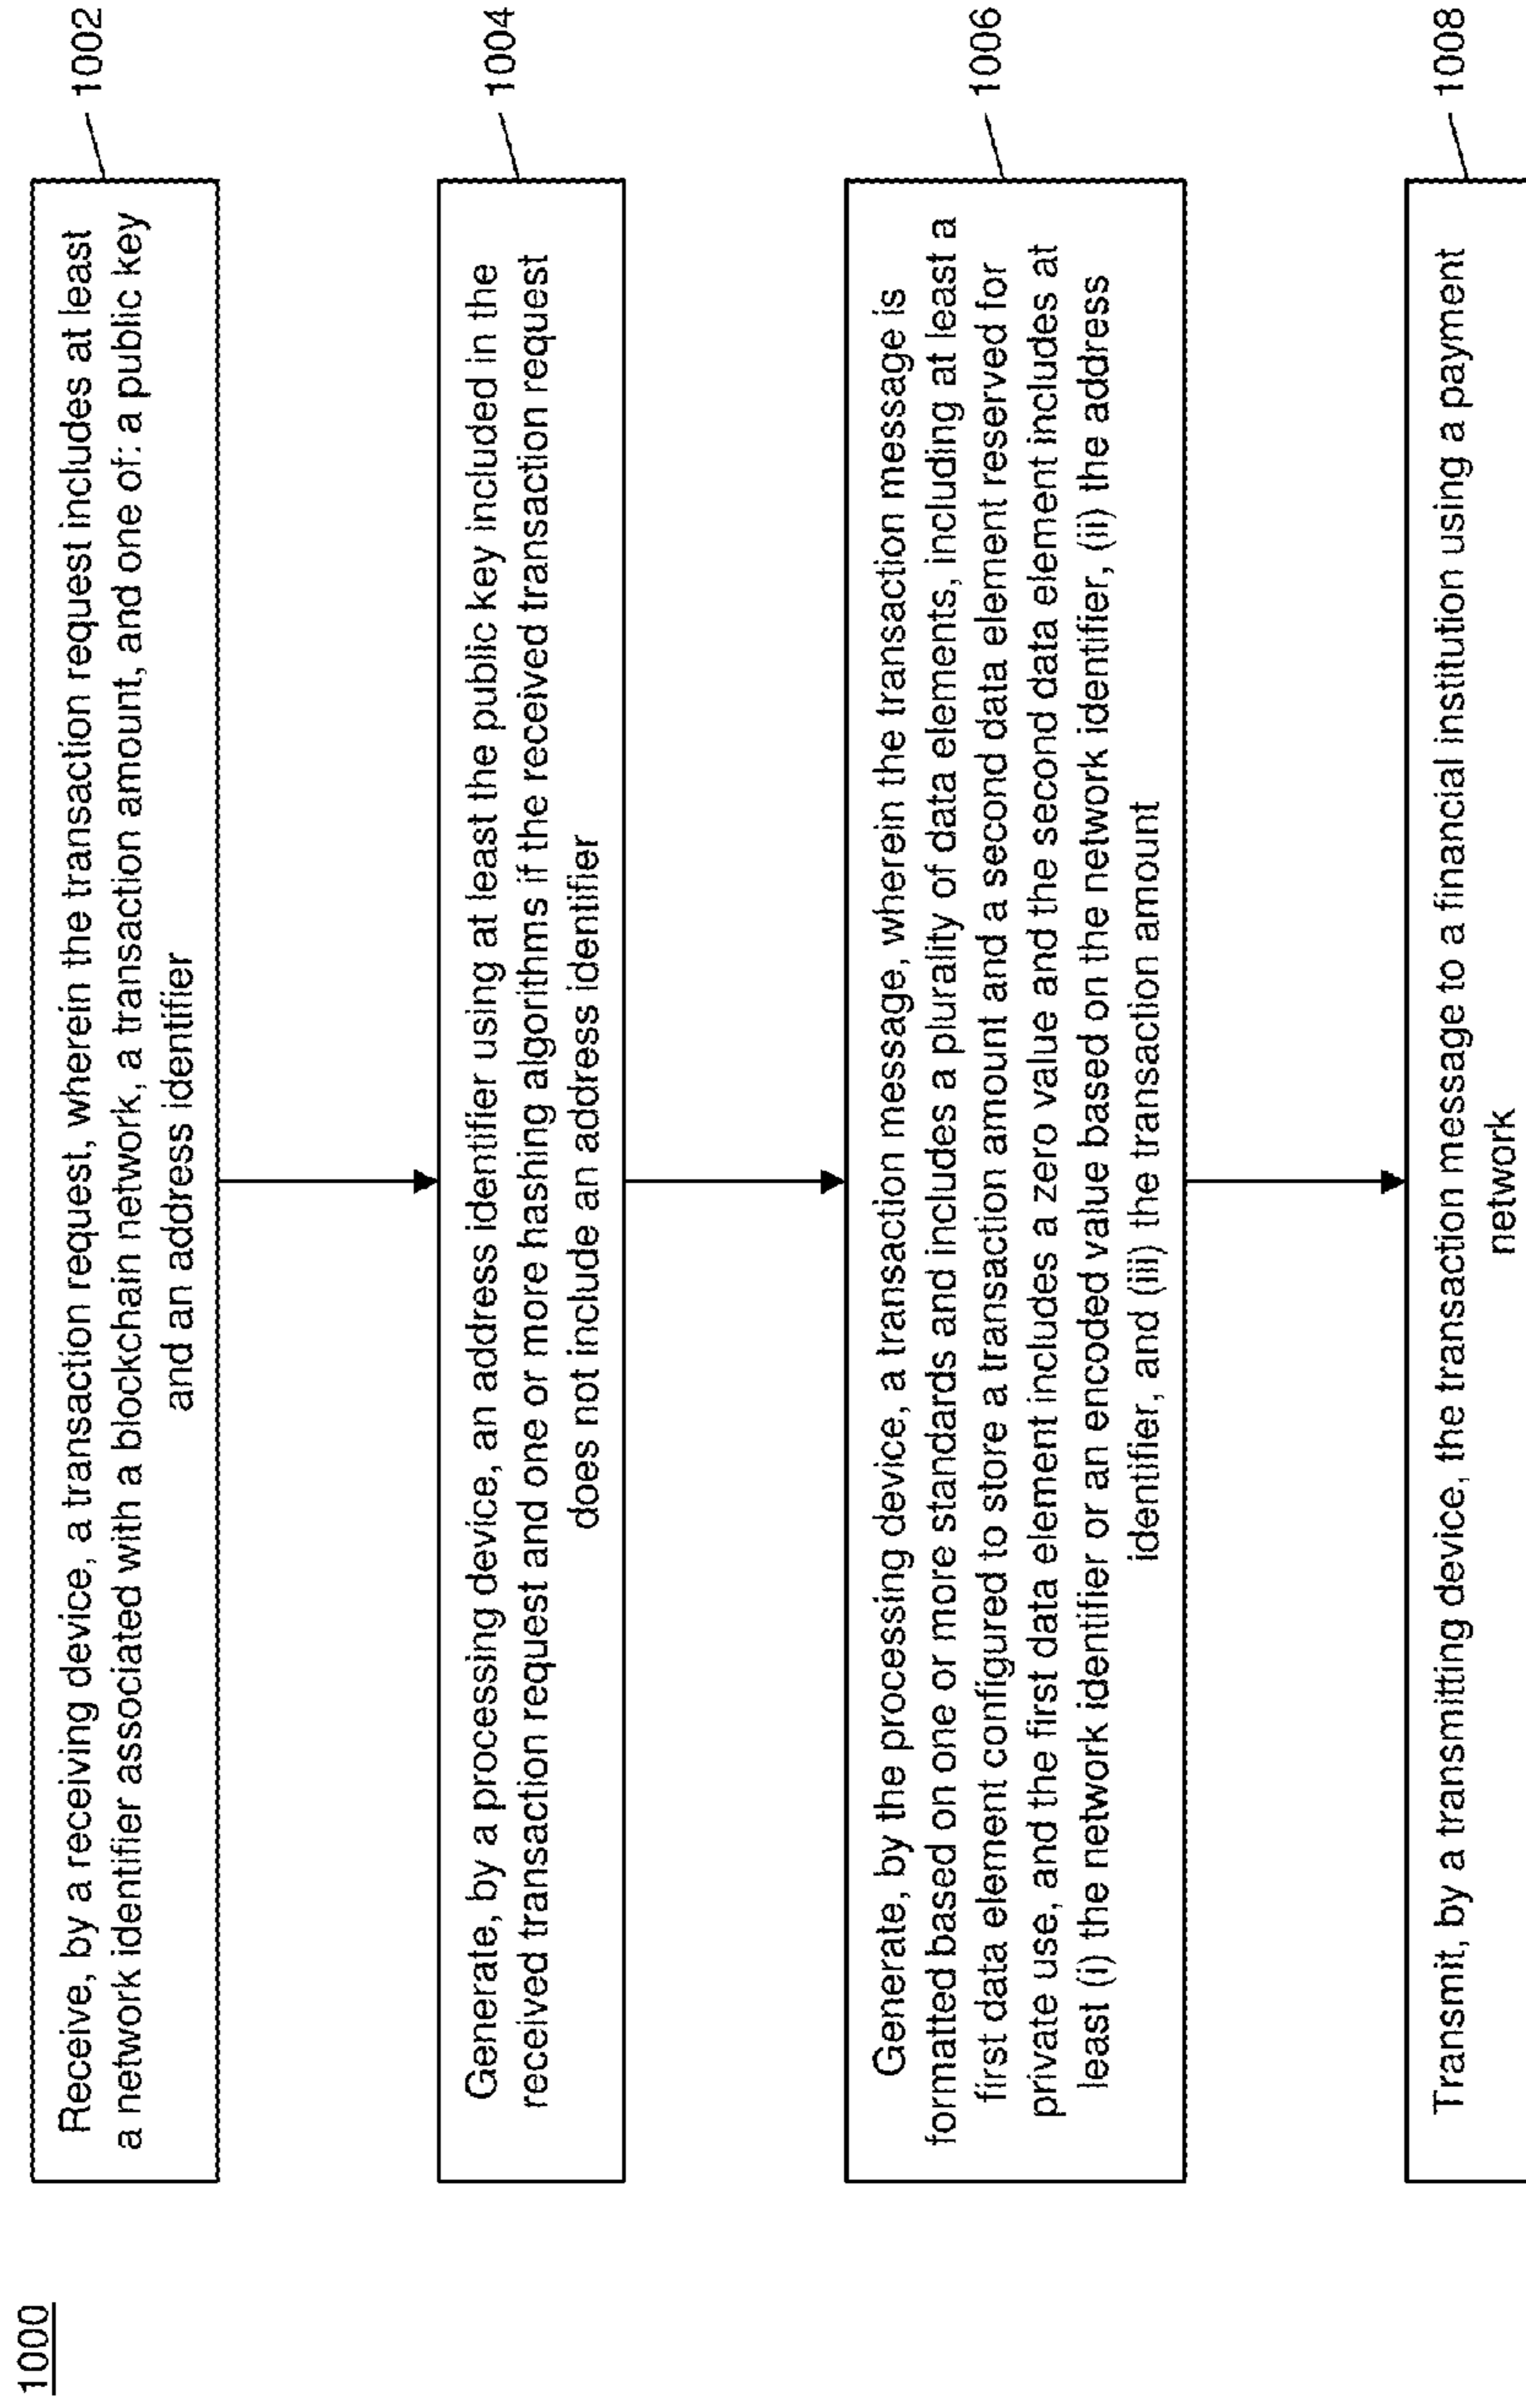 1000
Receive, by a receiving device, a transaction request, wherein the transaction request includes at least
a network identifier associated with a blockchain network, a transaction amount, and one of: a public key
and an address identifier
1002
Generate, by a processing device, an address identifier using at least the public key included in the
received transaction request and one or more hashing algorithms if the received transaction request
does not include an address identifier
1004
Generate, by the processing device, a transaction message, wherein the transaction message is
formatted based on one or more standards and includes a plurality of data elements, including at least a
first data element configured to store a transaction amount and a second data element reserved for
private use, and the first data element includes a zero value and the second data element includes at
least (i) the network identifier or an encoded value based on the network identifier, (ii) the address
identifier, and (iii) the transaction amount
1006
Transmit, by a transmitting device, the transaction message to a financial institution using a payment
network
1008